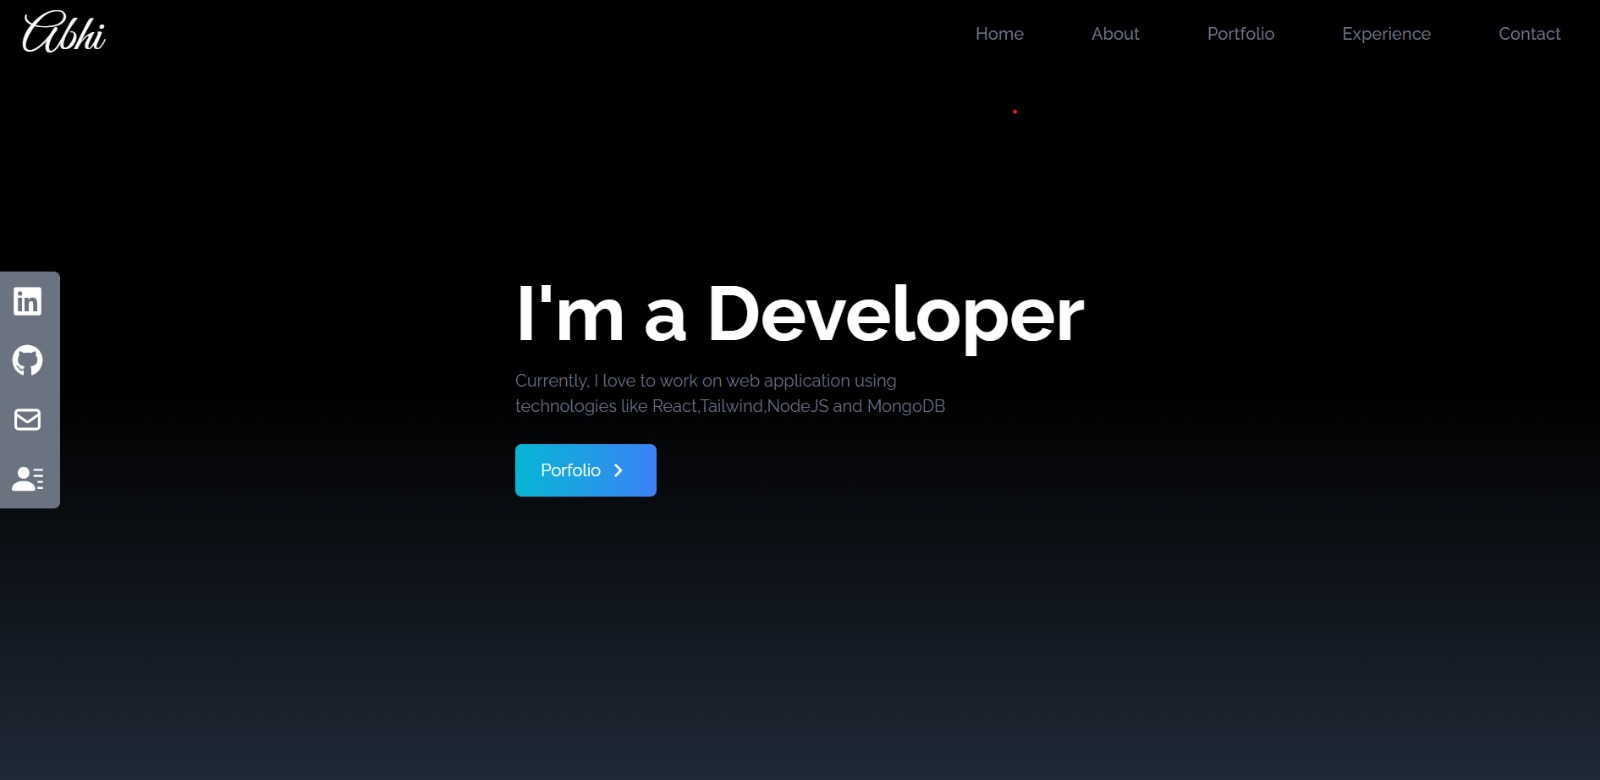 Abhi
Home About Portfolio Experience Contact
in
I'm a Developer
Currently, I love to work on web application using
technologies like React,Tailwind,NodeJS and MongoDB
Porfolio